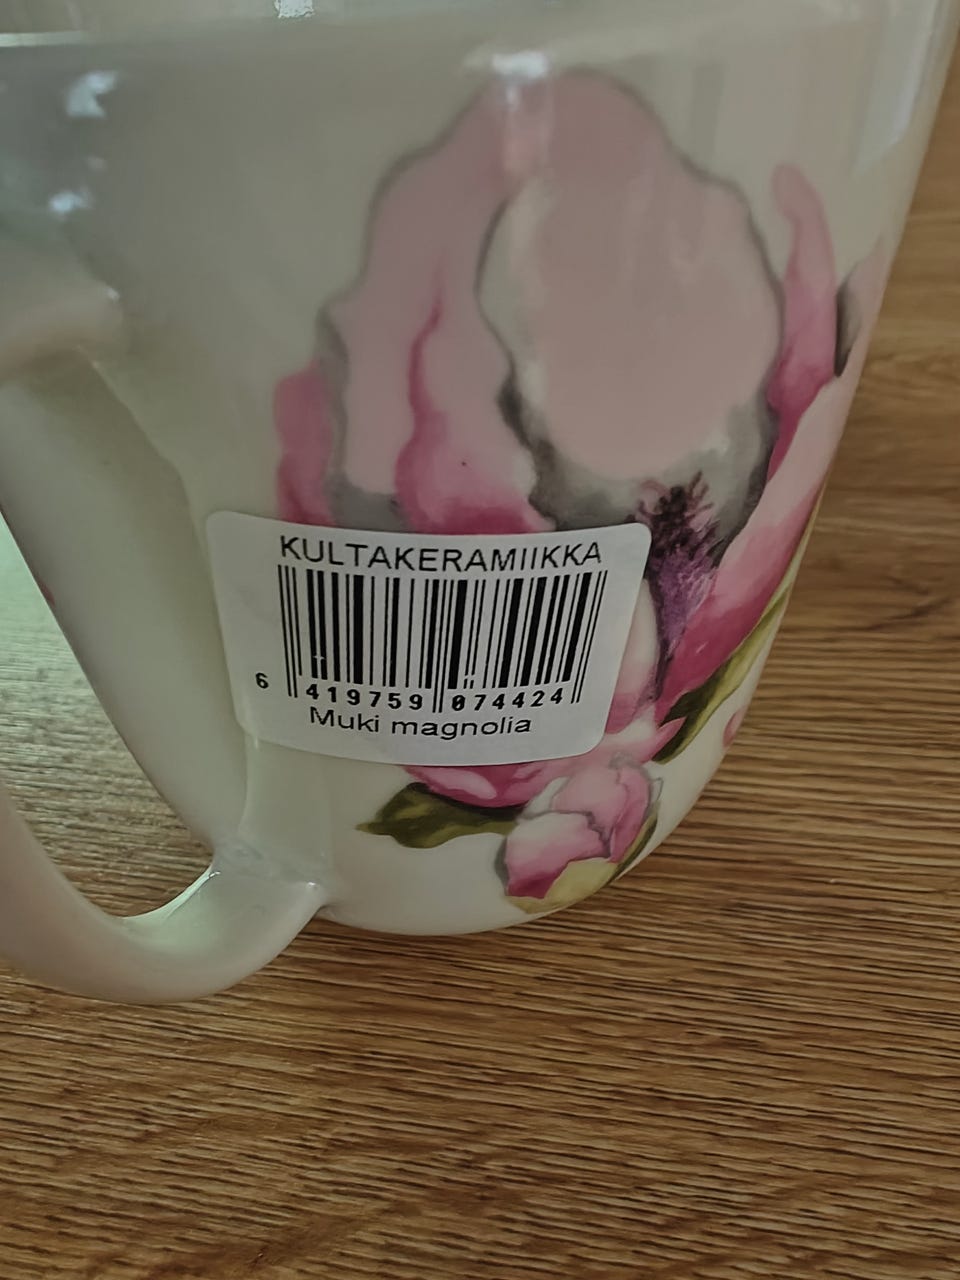 KULTAKERAMIIKKA
6 419759 074424
Muki magnolia